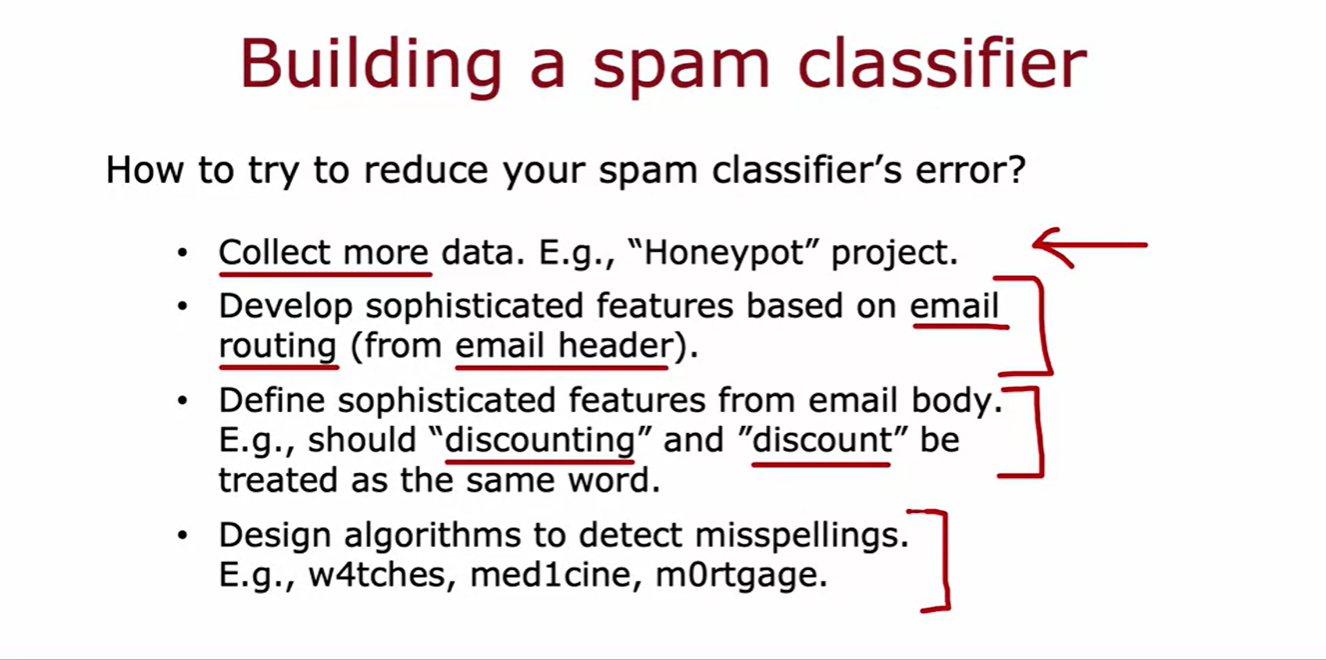 Building a spam classifier
How to try to reduce your spam classifier’s error?
• Collect more data. E.g., “Honeypot” project.
• Develop sophisticated features based on email
routing (from email header).
• Define sophisticated features from email body.
E.g., should “discounting” and ”discount” be
treated as the same word.
• Design algorithms to detect misspellings.
E.g., w4tches, med1cine, m0rtgage.